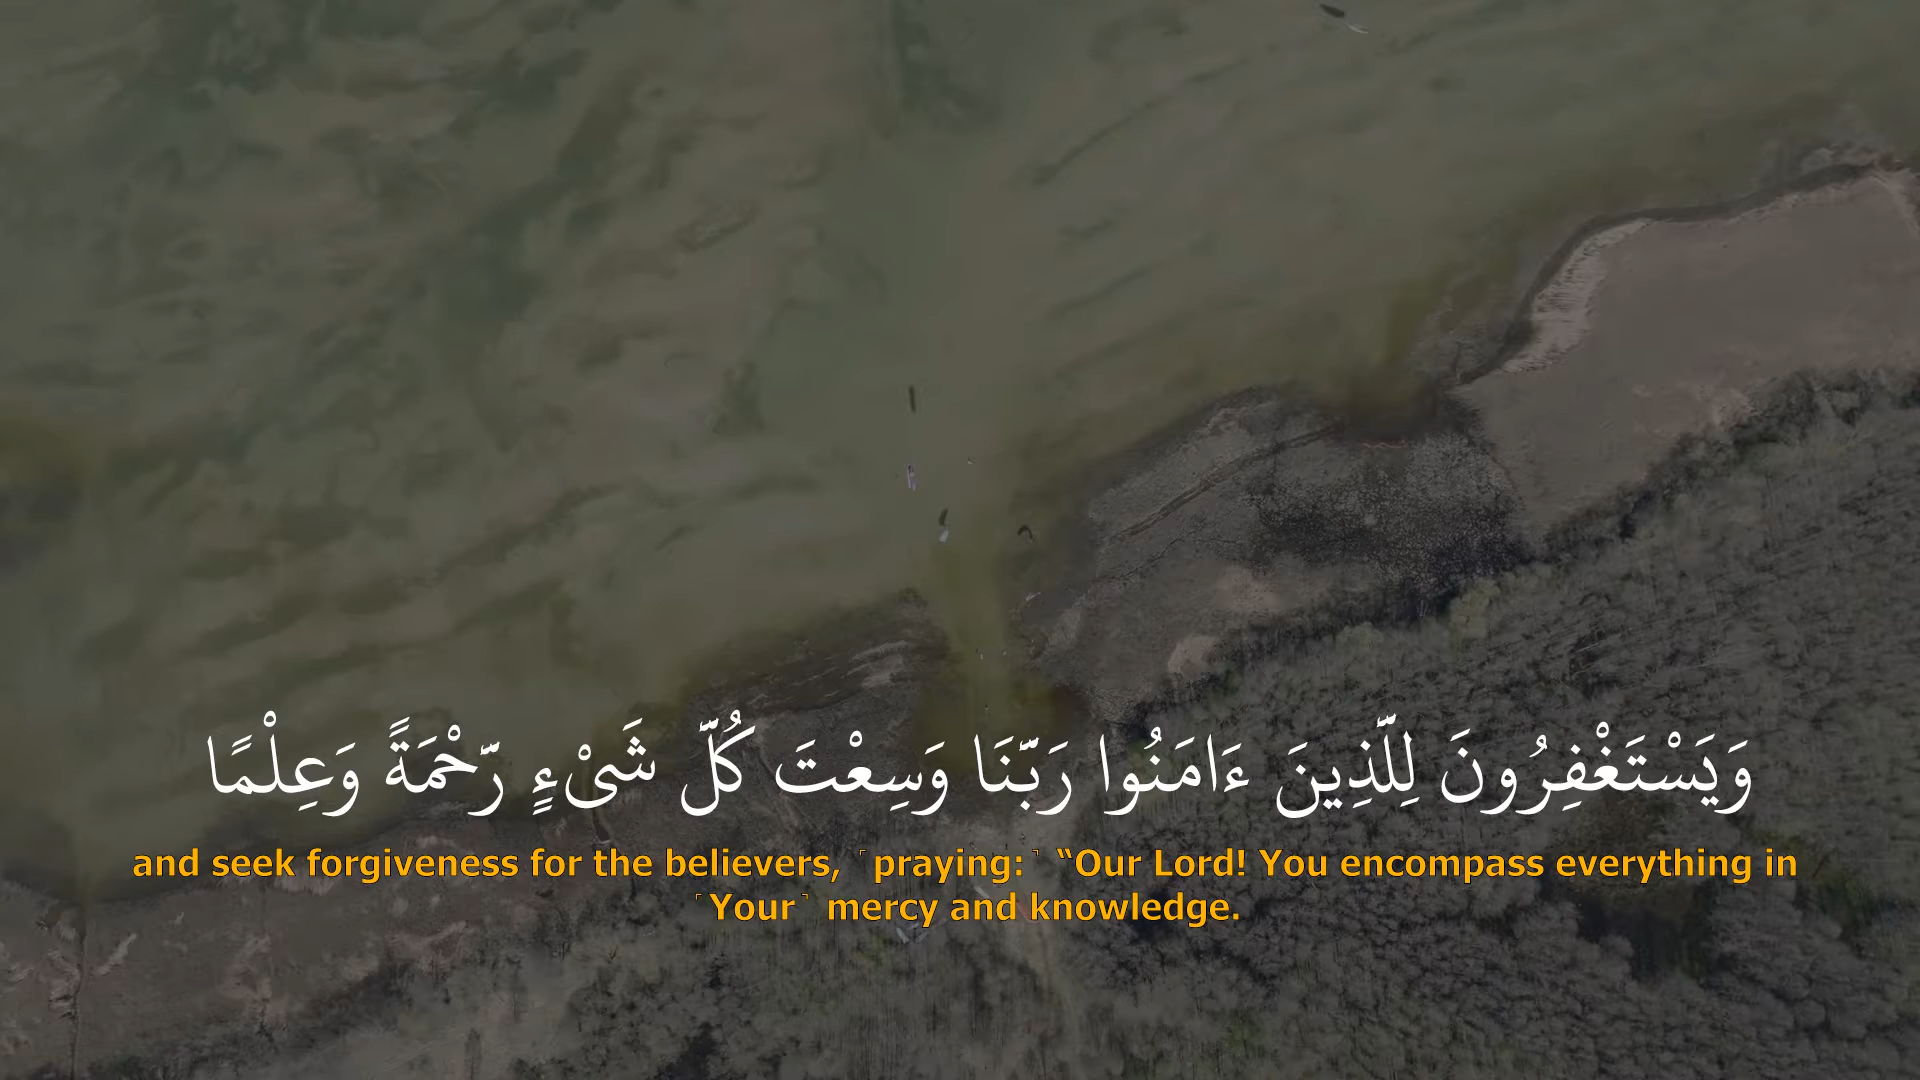 وَيَسْتَغْفِرُونَ لِلَّذِينَ ءَامَنُوا رَبَّنَا وَسِعْتَ كُلَّ شَىْءٍ رَّحْمَةً وَعِلْمًا
and seek forgiveness for the believers, ˹praying:˺ “Our Lord! You encompass everything in
˹Your˺ mercy and knowledge.